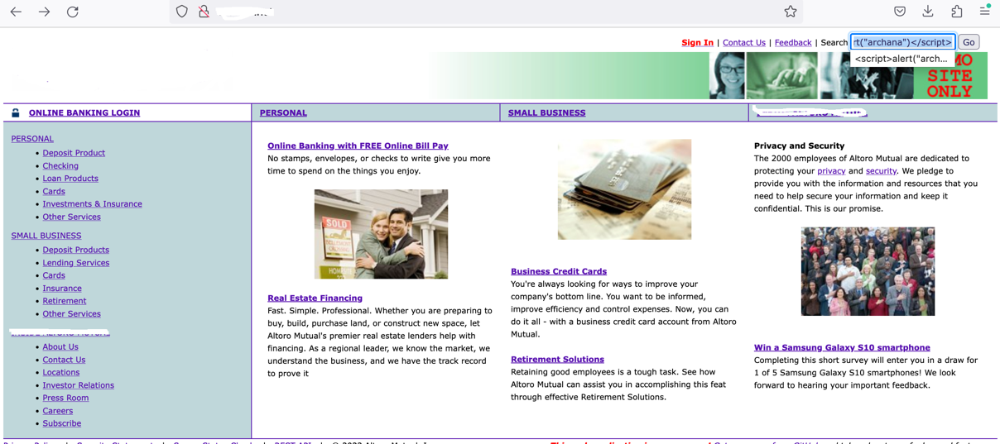 Sign In | Contact Us | Feedback | Search rt("archana")</script> Go
<script>alert("arch...
SITE
ONLY
ONLINE BANKING LOGIN
PERSONAL
SMALL BUSINESS
PERSONAL
Deposit Product
Checking
Loan Products
Cards
Investments & Insurance
Other Services
SMALL BUSINESS
Deposit Products
Lending Services
Cards
Insurance
Retirement
Other Services
About Us
Contact Us
Locations
Investor Relations
Press Room
Careers
Subscribe
Online Banking with FREE Online Bill Pay
No stamps, envelopes, or checks to write give you more
time to spend on the things you enjoy.
SOLD
Real Estate Financing
Fast. Simple. Professional. Whether you are preparing to
buy, build, purchase land, or construct new space, let
Altoro Mutual's premier real estate lenders help with
financing. As a regional leader, we know the market, we
understand the business, and we have the track record
to prove it
Business Credit Cards
You're always looking for ways to improve your
company's bottom line. You want to be informed,
improve efficiency and control expenses. Now, you can
do it all - with a business credit card account from Altoro
Mutual.
Retirement Solutions
Retaining good employees is a tough task. See how
Altoro Mutual can assist you in accomplishing this feat
through effective Retirement Solutions.
Privacy and Security
The 2000 employees of Altoro Mutual are dedicated to
protecting your privacy and security. We pledge to
provide you with the information and resources that you
need to help secure your information and keep it
confidential. This is our promise.
Win a Samsung Galaxy S10 smartphone
Completing this short survey will enter you in a draw for
1 of 5 Samsung Galaxy S10 smartphones! We look
forward to hearing your important feedback.